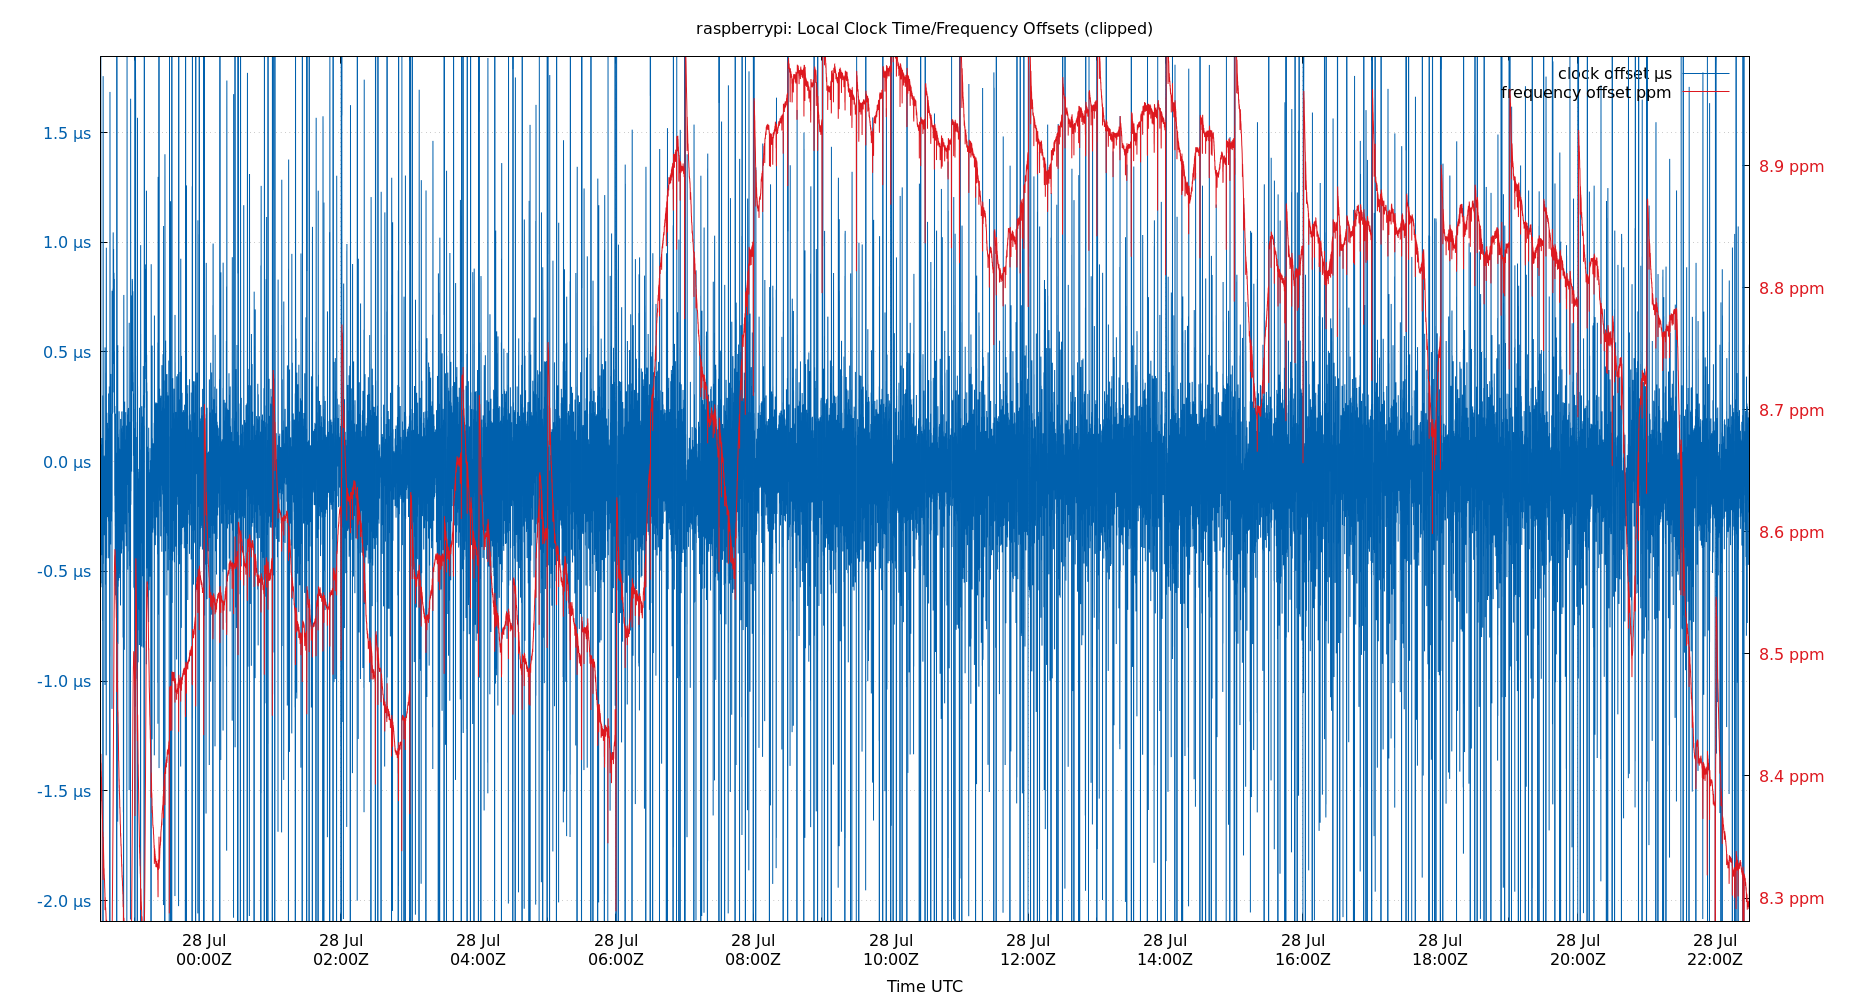 raspberrypi: Local Clock Time/Frequency Offsets (clipped)
clock offset µs
frequency offset ppm
1.5 µs
1.0 µs
0.5 µs
0.0 µs
-0.5 µs
-1.0 µs
-1.5 µs
-2.0 µs
8.9 ppm
8.8 ppm
8.7 ppm
8.6 ppm
8.5 ppm
8.4 ppm
8.3 ppm
28 Jul 28 Jul 28 Jul 28 Jul 28 Jul 28 Jul 28 Jul 28 Jul 28 Jul 28 Jul 28 Jul 28 Jul
00:00Z 02:00Z 04:00Z 06:00Z 08:00Z 10:00Z 12:00Z 14:00Z 16:00Z 18:00Z 20:00Z 22:00Z
Time UTC